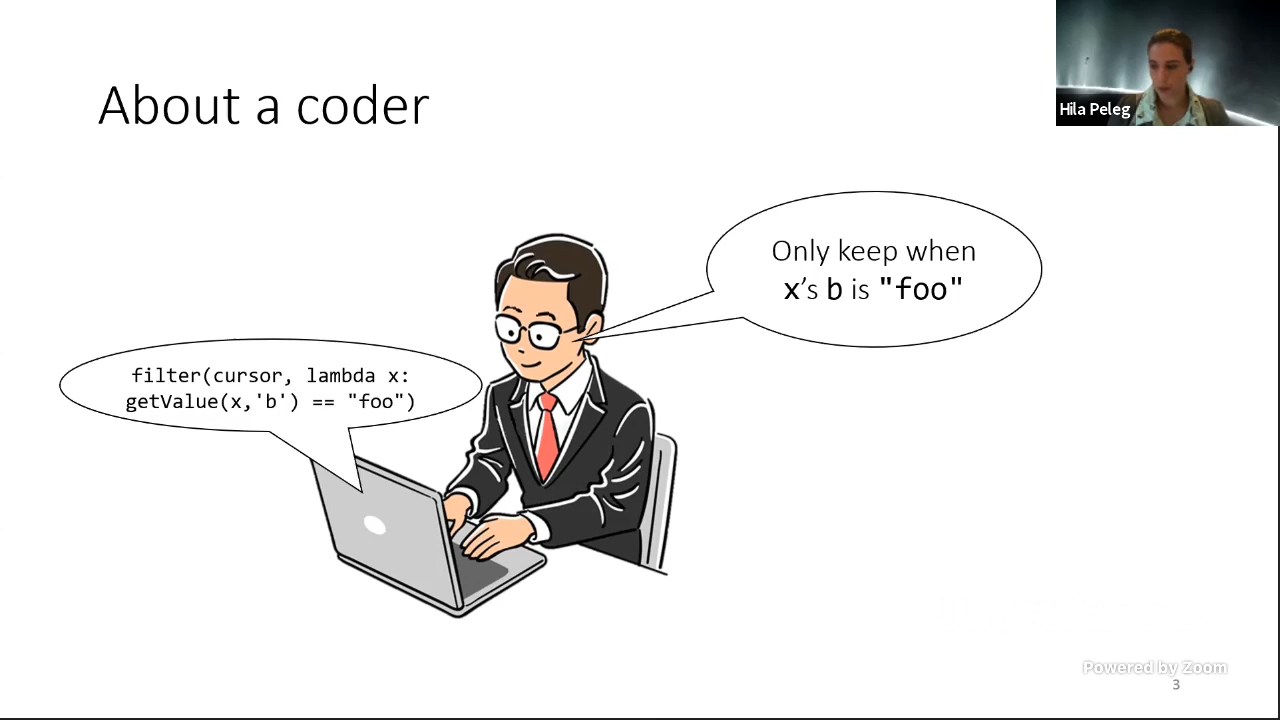 About a coder
Hila Peleg
Only keep when
x's b is "foo"
filter(cursor, lambda x:
getValue(x,'b') == "foo")
Powered by Zoom
3